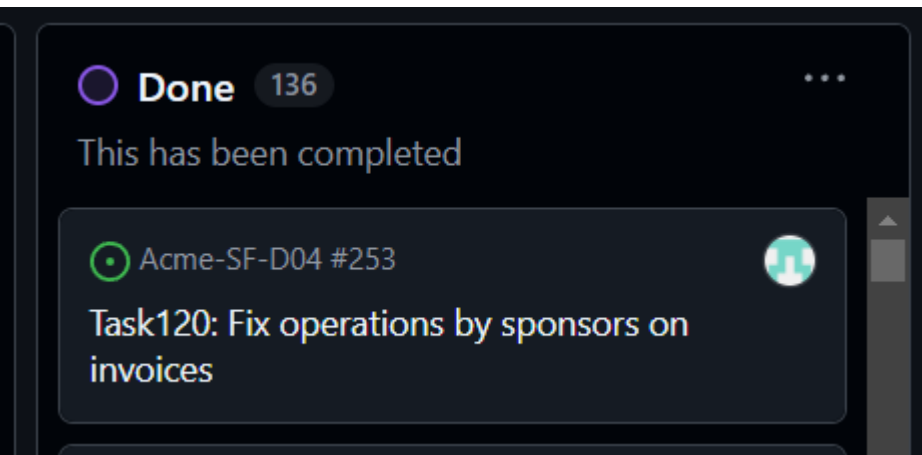 Done 136
This has been completed
Acme-SF-D04 #253
Task120: Fix operations by sponsors on
invoices